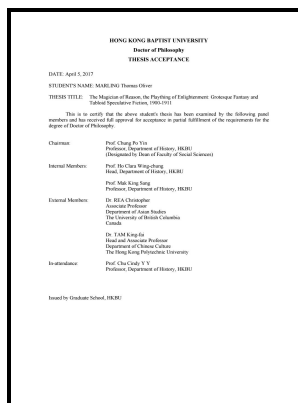 HONG KONG BAPTIST UNIVERSITY
Doctor of Philosophy
THESIS ACCEPTANCE
DATE: April 5, 2017
STUDENT'S NAME: MARLING Thomas Oliver
THESIS TITLE: The Magician of Reason, the Plaything of Enlightenment: Grotesque Fantasy and
Tabloid Speculative Fiction, 1900-1911
This is to certify that the above student's thesis has been examined by the following panel
members and has received full approval for acceptance in partial fulfillment of the requirements for the
degree of Doctor of Philosophy.
Chairman: Prof. Chang Po Yin
Professor, Department of History, HKBU
(Designated by Dean of Faculty of Social Sciences)
Internal Members: Prof. Ho Clara Wing-chung
Head, Department of History, HKBU
Prof. Mak King Sang
Professor, Department of History, HKBU
External Members: Dr. REA Christopher
Associate Professor
Department of Asian Studies
The University of British Columbia
Canada
Dr. TAM King-fai
Head and Associate Professor
Department of Chinese Culture
The Hong Kong Polytechnic University
In-attendance: Prof. Chu Cindy Y Y
Professor, Department of History, HKBU
Issued by Graduate School, HKBU